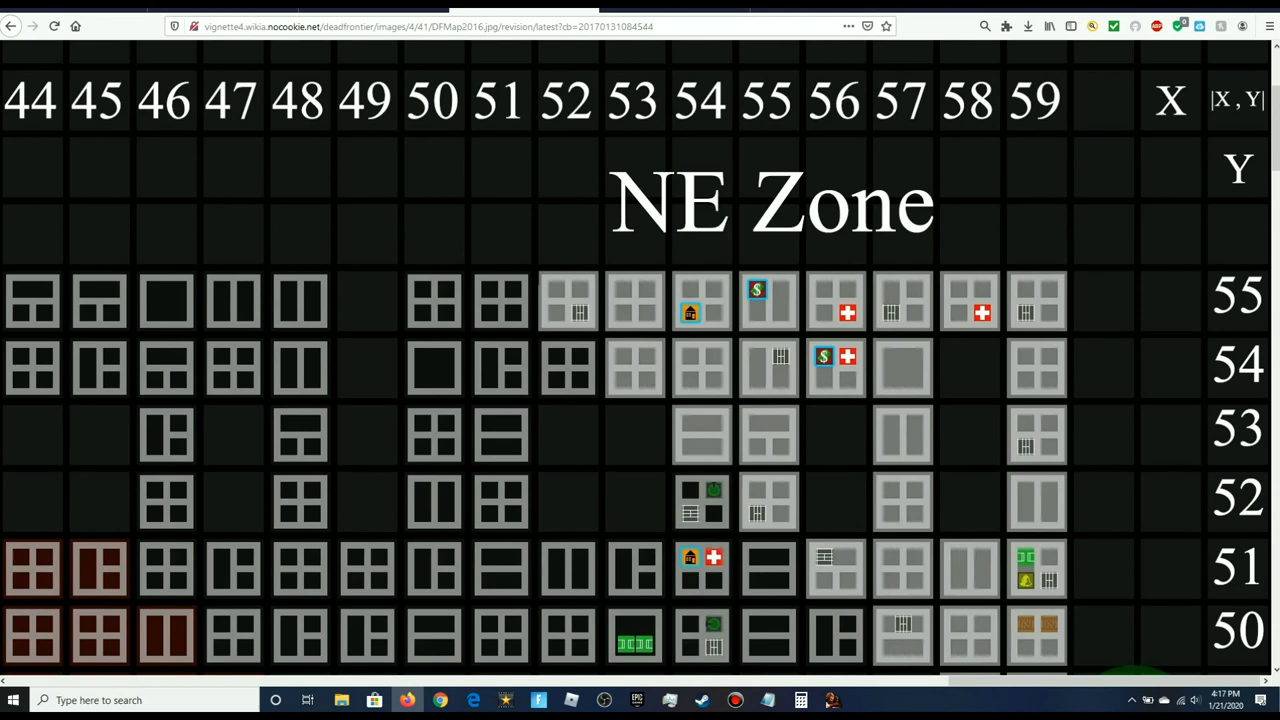 vignette4.wikia.nocookie.net/deadfrontier/images/4/41/DFMap2016.jpg/revision/latest?cb=20170131084544
44 45 46 47 48 49 50 51 52 53 54 55 56 57 58 59 X |X , Y|
Y
NE Zone
55
54
53
52
51
50
Type here to search
4:17 PM
1/21/2020